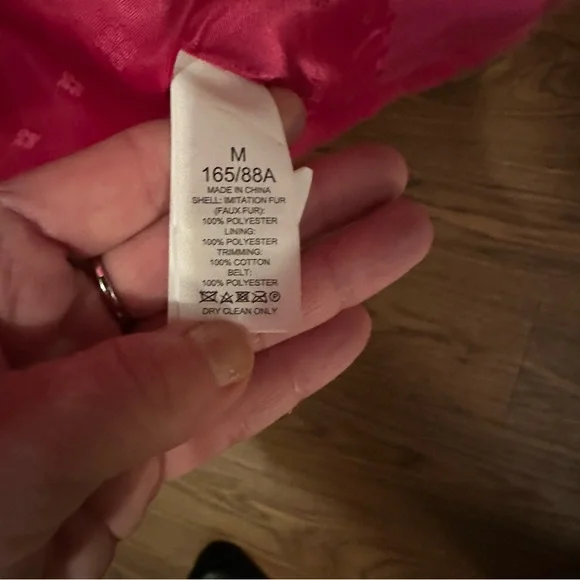 M
165/88A
MADE IN CHINA
SHELL: IMITATION FUR
(FAUX FUR):
100% POLYESTER
LINING:
100% POLYESTER
TRIMMING:
100% COTTON
BELT:
100% POLYESTER
DRY CLEAN ONLY